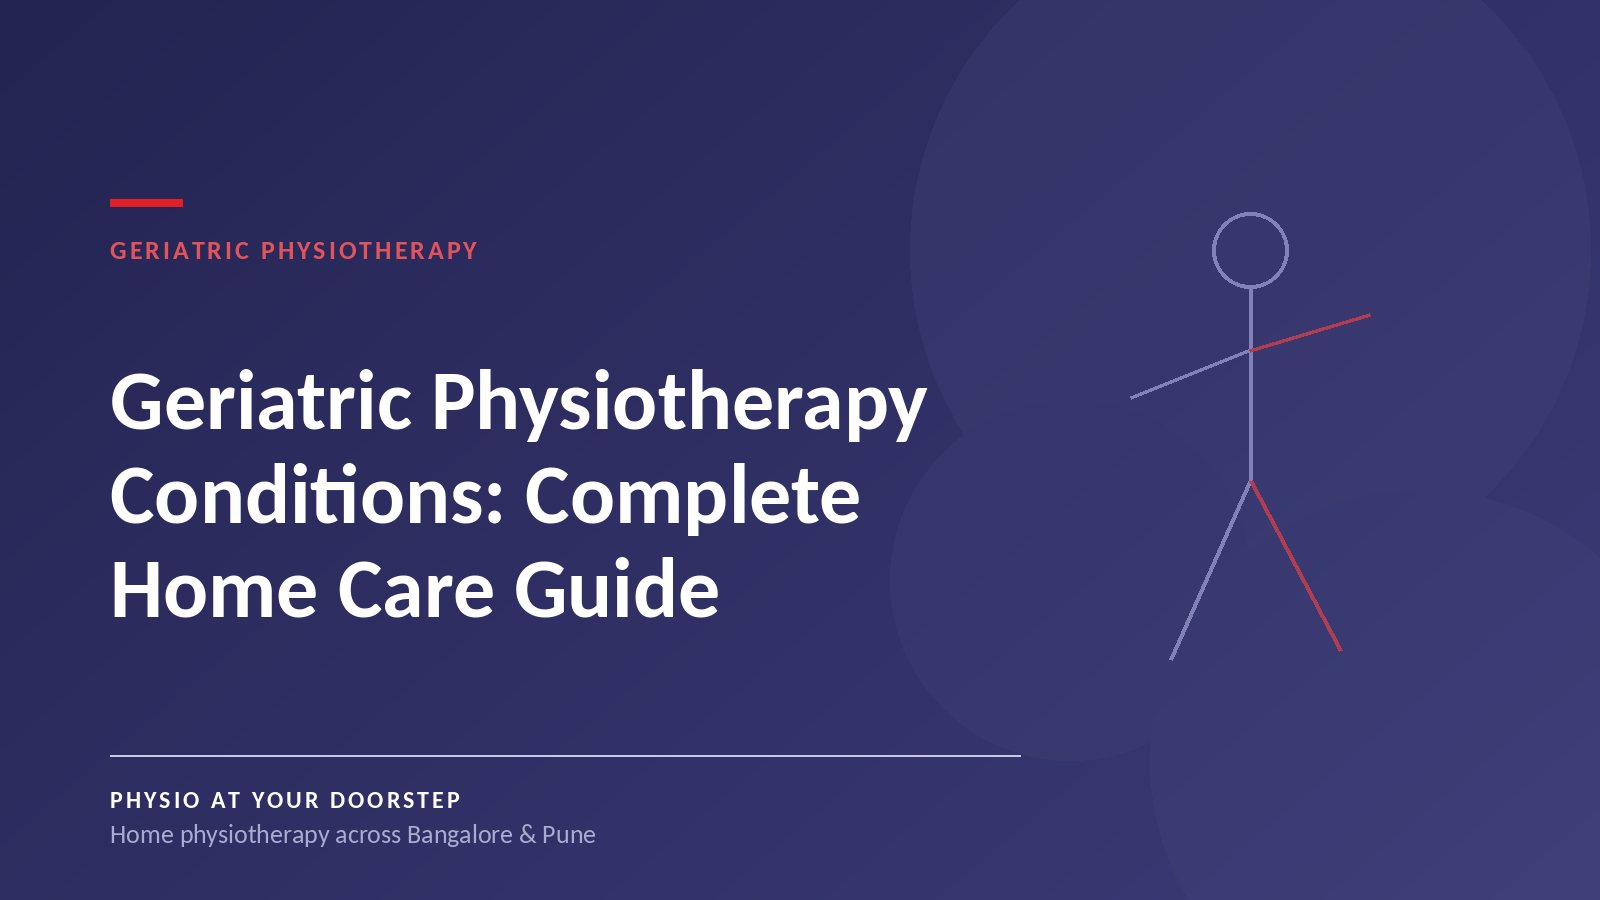 GERIATRIC PHYSIOTHERAPY
Geriatric Physiotherapy
Conditions: Complete
Home Care Guide
PHYSIO AT YOUR DOORSTEP
Home physiotherapy across Bangalore & Pune